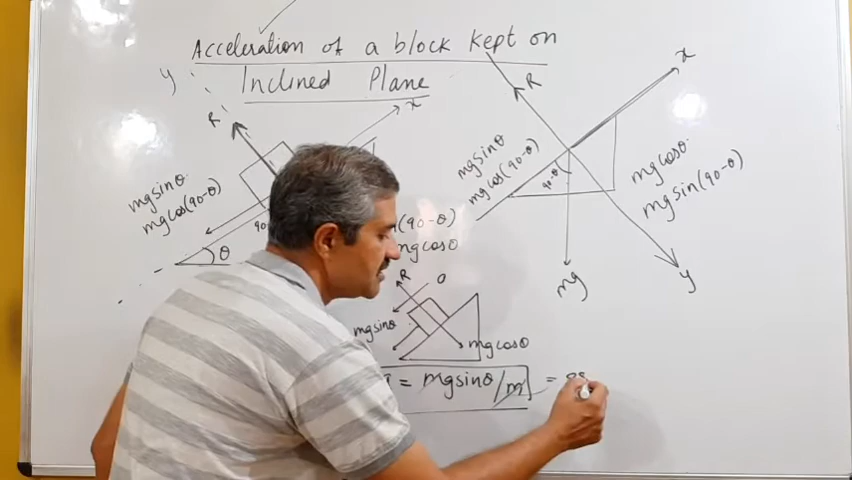 Acceleration of a block kept on
Inclined Plane
y
R
x
mgsinθ
mgcos(90-θ)
90
θ
(90-θ)
mgcosθ
R
x
mgsinθ
mgcos(90-θ)
90-θ
mgcosθ
mgsin(90-θ)
mg
y
R
a
mgsinθ
mgcosθ
= mgsinθ/m =